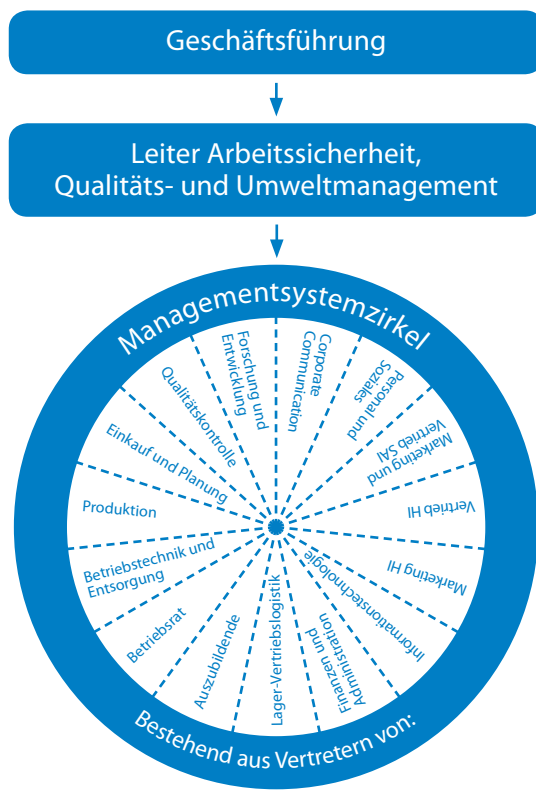 Geschäftsführung
Leiter Arbeitssicherheit,
Qualitäts- und Umweltmanagement
Managementsystemzirkel
Forschung und
Entwicklung
Corporate
Communication
Personal und
Soziales
Marketing und
Vertrieb SAI
Vertrieb HI
Marketing HI
Informationstechnologie
Finanzen und
Administration
Lager-Vertriebslogistik
Auszubildende
Betriebsrat
Betriebstechnik und
Entsorgung
Produktion
Einkauf und Planung
Qualitätskontrolle
Bestehend aus Vertretern von: